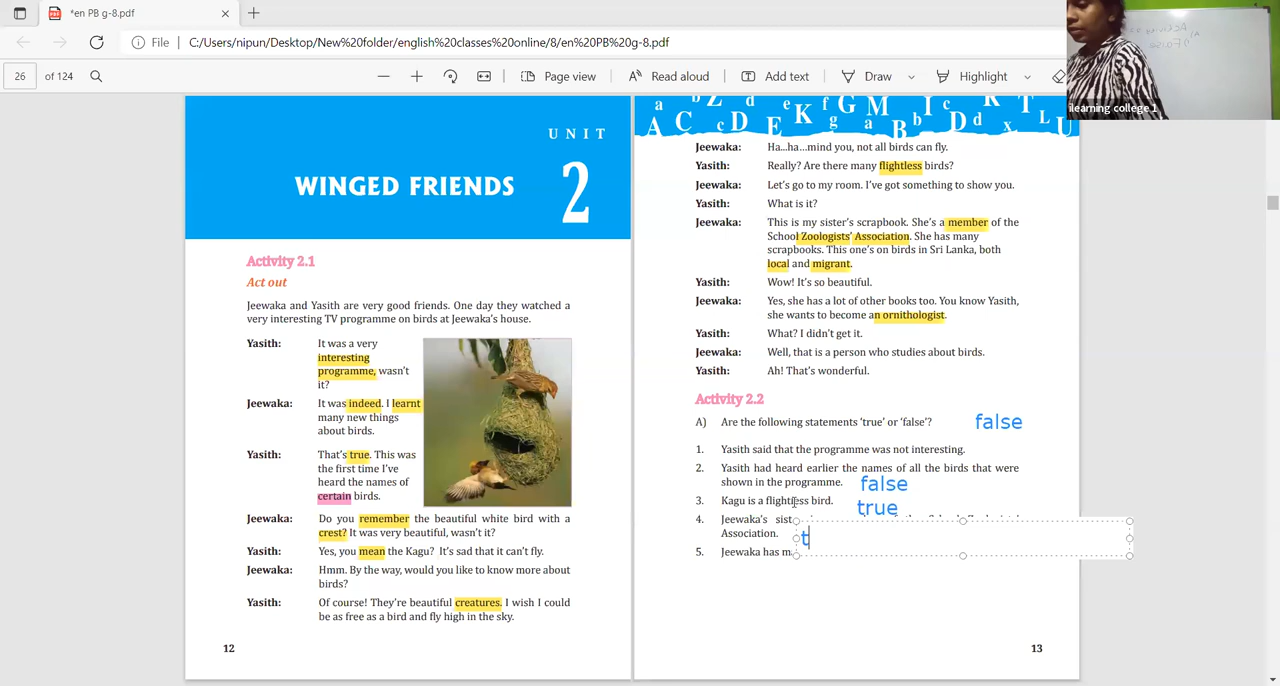 *en PB g-8.pdf
File C:/Users/nipun/Desktop/New%20folder/english%20classes%20online/8/en%20PB%20g-8.pdf
26 of 124 Page view Read aloud Add text Draw Highlight
ilearning college 1
UNIT
WINGED FRIENDS 2
Activity 2.1
Act out
Jeewaka and Yasith are very good friends. One day they watched a
very interesting TV programme on birds at Jeewaka's house.
Yasith: It was a very
interesting
programme, wasn't
it?
Jeewaka: It was indeed. I learnt
many new things
about birds.
Yasith: That's true. This was
the first time I've
heard the names of
certain birds.
Jeewaka: Do you remember the beautiful white bird with a
crest? It was very beautiful, wasn't it?
Yasith: Yes, you mean the Kagu? It's sad that it can't fly.
Jeewaka: Hmm. By the way, would you like to know more about
birds?
Yasith: Of course! They're beautiful creatures. I wish I could
be as free as a bird and fly high in the sky.
12
Jeewaka: Ha...ha...mind you, not all birds can fly.
Yasith: Really? Are there many flightless birds?
Jeewaka: Let's go to my room. I've got something to show you.
Yasith: What is it?
Jeewaka: This is my sister's scrapbook. She's a member of the
School Zoologists' Association. She has many
scrapbooks. This one's on birds in Sri Lanka, both
local and migrant.
Yasith: Wow! It's so beautiful.
Jeewaka: Yes, she has a lot of other books too. You know Yasith,
she wants to become an ornithologist.
Yasith: What? I didn't get it.
Jeewaka: Well, that is a person who studies about birds.
Yasith: Ah! That's wonderful.
Activity 2.2
A) Are the following statements 'true' or 'false'? false
1. Yasith said that the programme was not interesting.
2. Yasith had heard earlier the names of all the birds that were
shown in the programme. false
3. Kagu is a flightless bird. true
4. Jeewaka's
Association. t
5. Jeewaka has
13